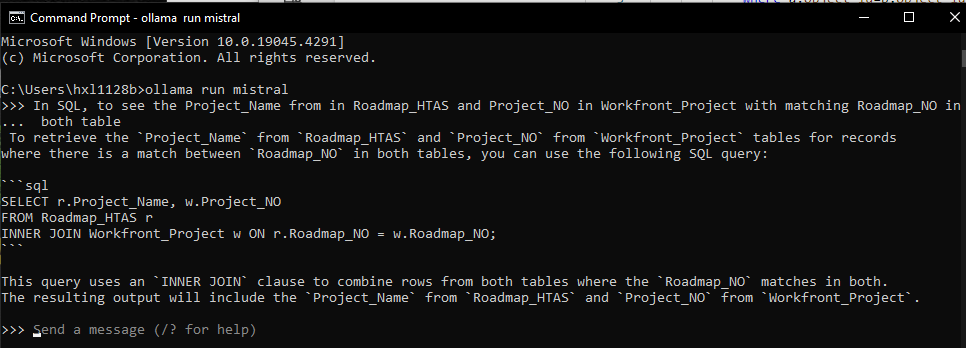 Command Prompt - ollama  run mistral
Microsoft Windows [Version 10.0.19045.4291]
(c) Microsoft Corporation. All rights reserved.
C:\Users\hxl1128b>ollama run mistral
>>> In SQL, to see the Project_Name from in Roadmap_HTAS and Project_NO in Workfront_Project with matching Roadmap_NO in
...  both table
 To retrieve the `Project_Name` from `Roadmap_HTAS` and `Project_NO` from `Workfront_Project` tables for records
where there is a match between `Roadmap_NO` in both tables, you can use the following SQL query:
```sql
SELECT r.Project_Name, w.Project_NO
FROM Roadmap_HTAS r
INNER JOIN Workfront_Project w ON r.Roadmap_NO = w.Roadmap_NO;
```
This query uses an `INNER JOIN` clause to combine rows from both tables where the `Roadmap_NO` matches in both.
The resulting output will include the `Project_Name` from `Roadmap_HTAS` and `Project_NO` from `Workfront_Project`.
>>> Send a message (/? for help)